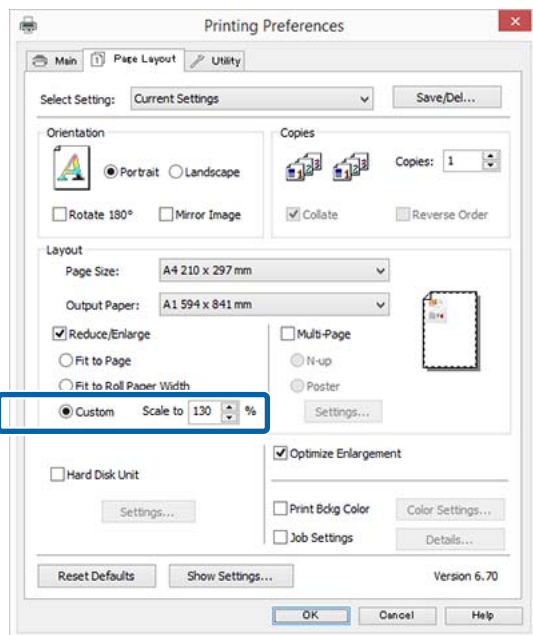 Printing Preferences
Main Page Layout Utility
Select Setting: Current Settings Save/Del...
Orientation
Portrait Landscape
Rotate 180° Mirror Image
Copies
Copies: 1
Collate Reverse Order
Layout
Page Size: A4 210 x 297 mm
Output Paper: A1 594 x 841 mm
Reduce/Enlarge
Fit to Page
Fit to Roll Paper Width
Custom Scale to 130 %
Multi-Page
N-up
Poster
Settings...
Optimize Enlargement
Hard Disk Unit
Settings...
Print Bckg Color Color Settings...
Job Settings Details...
Reset Defaults Show Settings... Version 6.70
OK Cancel Help